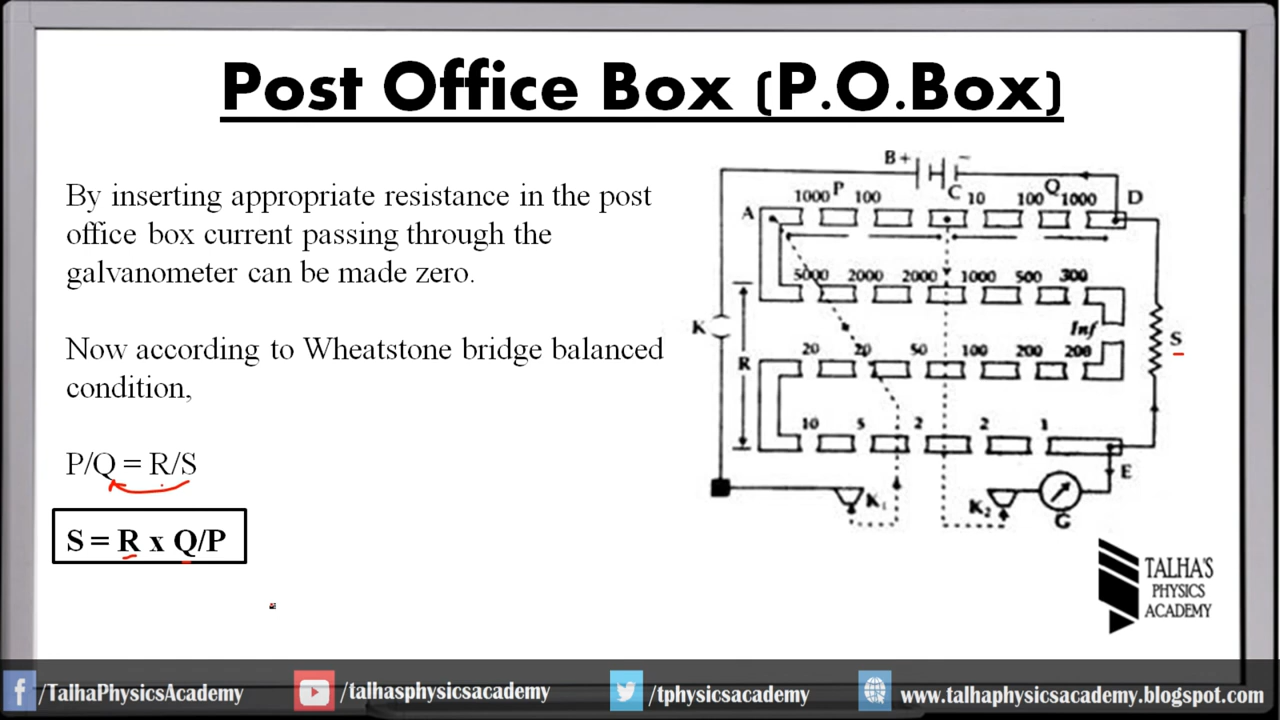 Post Office Box (P.O.Box)
By inserting appropriate resistance in the post
office box current passing through the
galvanometer can be made zero.
Now according to Wheatstone bridge balanced
condition,
P/Q = R/S
S = R x Q/P
B + −
1000 P 100 C 10 100 Q 1000 D
A
5000 2000 2000 1000 500 300
K
Inf
S
R
20 20 50 100 200 200
10 5 2 2 1
E
K₁
K₂
G
TALHA'S
PHYSICS
ACADEMY
/TalhaPhysicsAcademy
/talhasphysicsacademy
/tphysicsacademy
www.talhaphysicsacademy.blogspot.com